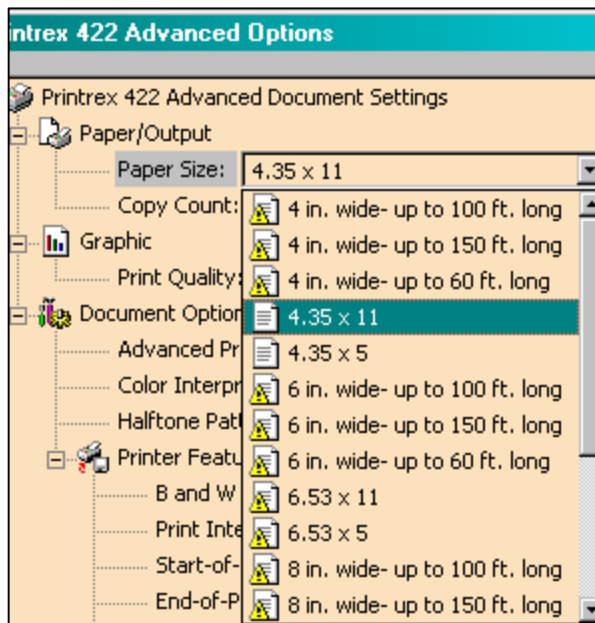 intrex 422 Advanced Options
Printrex 422 Advanced Document Settings
Paper/Output
Paper Size: 4.35 x 11
Copy Count:
4 in. wide- up to 100 ft. long
Graphic
4 in. wide- up to 150 ft. long
Print Quality:
4 in. wide- up to 60 ft. long
Document Option
4.35 x 11
Advanced Pr
4.35 x 5
Color Interpr
6 in. wide- up to 100 ft. long
Halftone Pat
6 in. wide- up to 150 ft. long
Printer Featu
6 in. wide- up to 60 ft. long
B and W
6.53 x 11
Print Inte
6.53 x 5
Start-of-
8 in. wide- up to 100 ft. long
End-of-P
8 in. wide- up to 150 ft. long